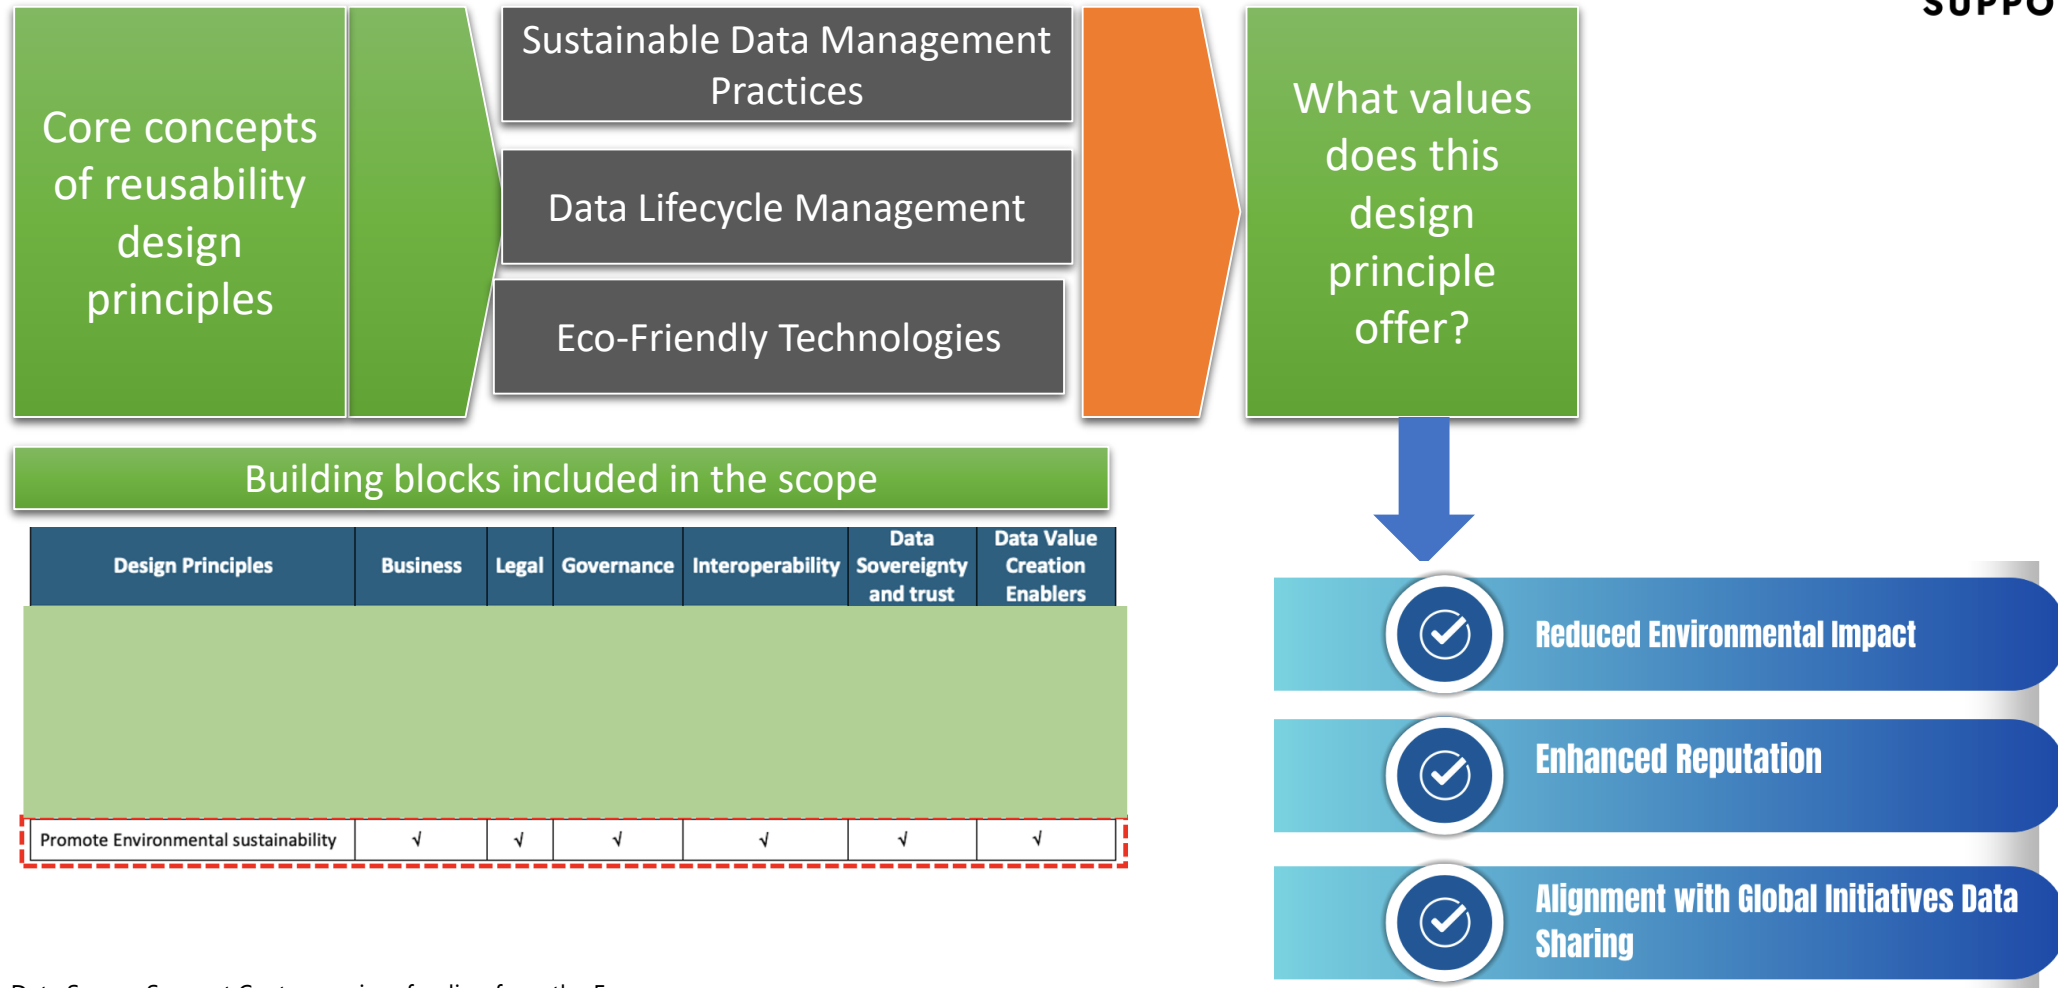 SUPPO
Core concepts
of reusability
design
principles
Sustainable Data Management
Practices
Data Lifecycle Management
Eco-Friendly Technologies
What values
does this
design
principle
offer?
Building blocks included in the scope
Design Principles
Business
Legal
Governance
Interoperability
Data
Sovereignty
and trust
Data Value
Creation
Enablers
Promote Environmental sustainability
√ √ √ √ √ √
Reduced Environmental Impact
Enhanced Reputation
Alignment with Global Initiatives Data
Sharing